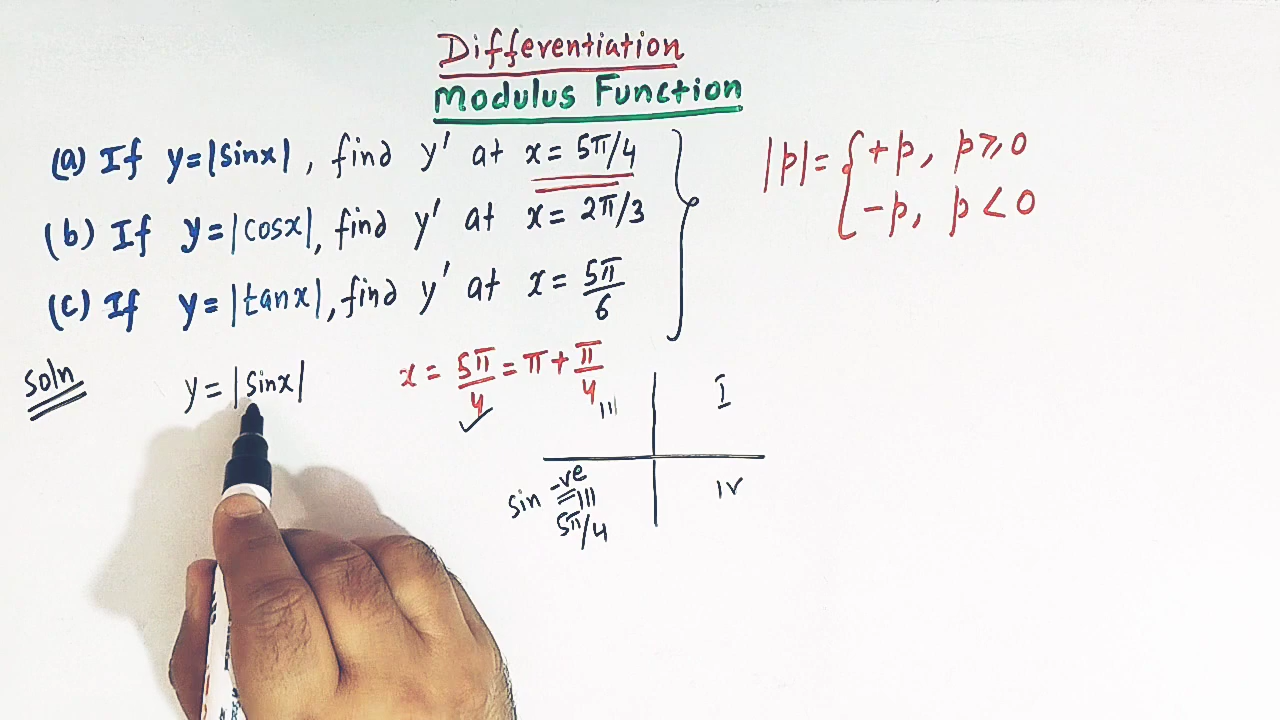 Differentiation
Modulus Function
(a) If y=|sinx|, find y' at x = 5π/4
(b) If y=|cosx|, find y' at x = 2π/3
(c) If y=|tanx|, find y' at x = 5π/6
|p|= { +p, p≥0
-p, p<0
Soln y=|sinx| x = 5π/4 = π + π/4
III I
sin -ve III IV
5π/4